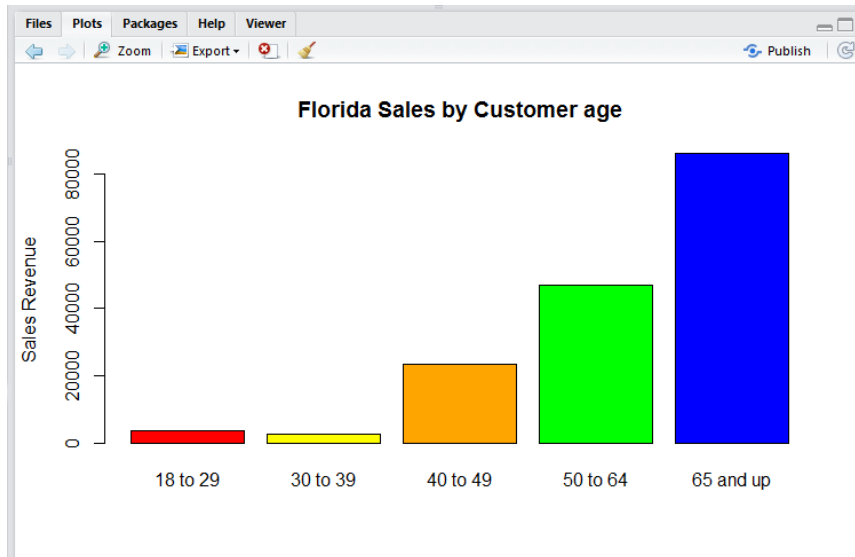 Files Plots Packages Help Viewer
Zoom Export Publish
Florida Sales by Customer age
Sales Revenue
80000
60000
40000
20000
0
18 to 29 30 to 39 40 to 49 50 to 64 65 and up